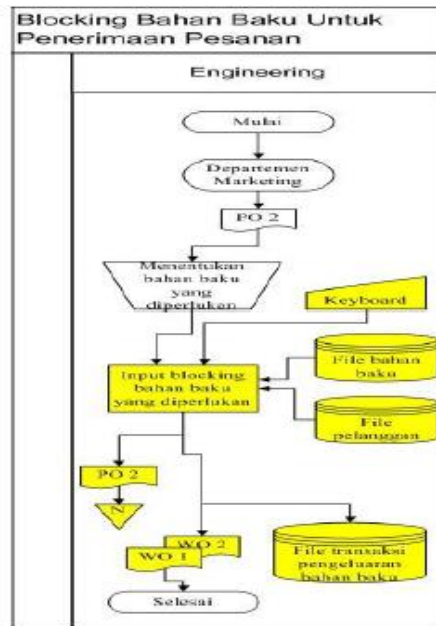 Blocking Bahan Baku Untuk
Penerimaan Pesanan
Engineering
Mulai
Departemen
Marketing
PO 2
Menentukan
bahan baku
yang
diperlukan
Keyboard
Input blocking
bahan baku
yang diperlukan
File bahan
baku
File
pelanggan
PO 2
N
WO 2
WO 1
File transaksi
pengeluaran
bahan baku
Selesai